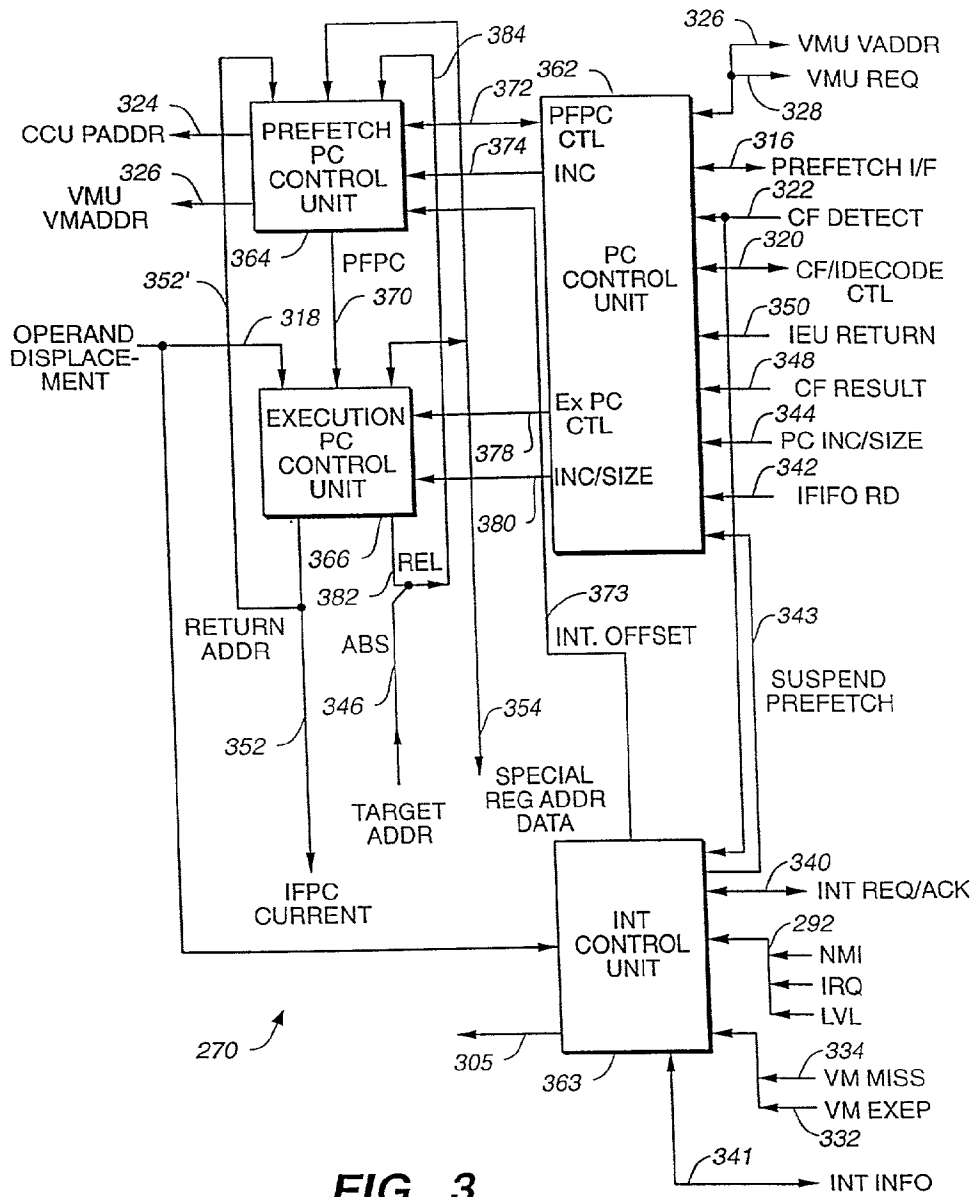 384
326
VMU VADDR
362
372
VMU REQ
328
324
CCU PADDR
PREFETCH
PC
CONTROL
UNIT
PFPC
CTL
374
INC
316
PREFETCH I/F
326
VMU
VMADDR
322
CF DETECT
364
PFPC
352'
370
PC
CONTROL
UNIT
320
CF/IDECODE
CTL
OPERAND
DISPLACE-
MENT
318
350
IEU RETURN
348
CF RESULT
EXECUTION
PC
CONTROL
UNIT
Ex PC
CTL
378
344
PC INC/SIZE
INC/SIZE
342
IFIFO RD
380
366
REL
382
373
343
RETURN
ADDR
ABS
INT. OFFSET
346
SUSPEND
PREFETCH
352
354
TARGET
ADDR
SPECIAL
REG ADDR
DATA
340
INT REQ/ACK
IFPC
CURRENT
INT
CONTROL
UNIT
292
NMI
IRQ
LVL
270
305
363
334
VM MISS
VM EXEP
332
341
INT INFO
FIG._3